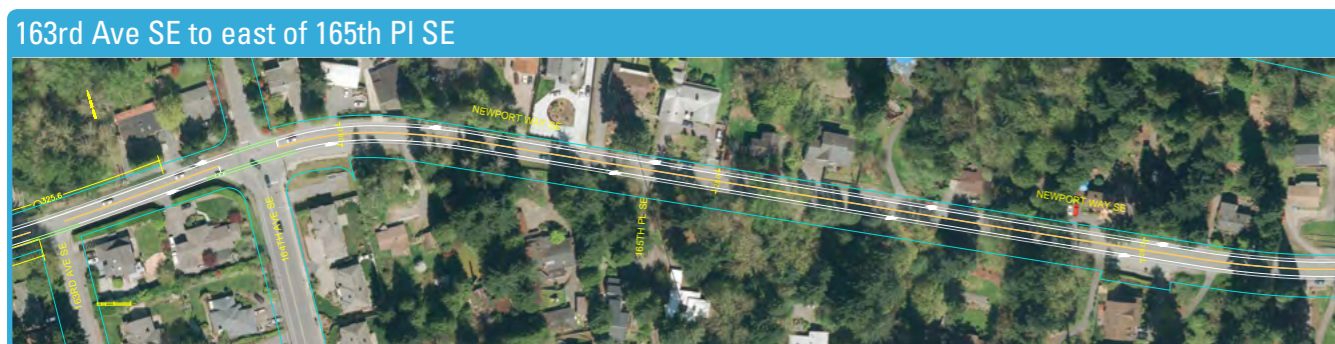 163rd Ave SE to east of 165th Pl SE
NEWPORT WAY SE
325.6
164TH AVE SE
163RD AVE SE
165TH PL SE
NEWPORT WAY SE